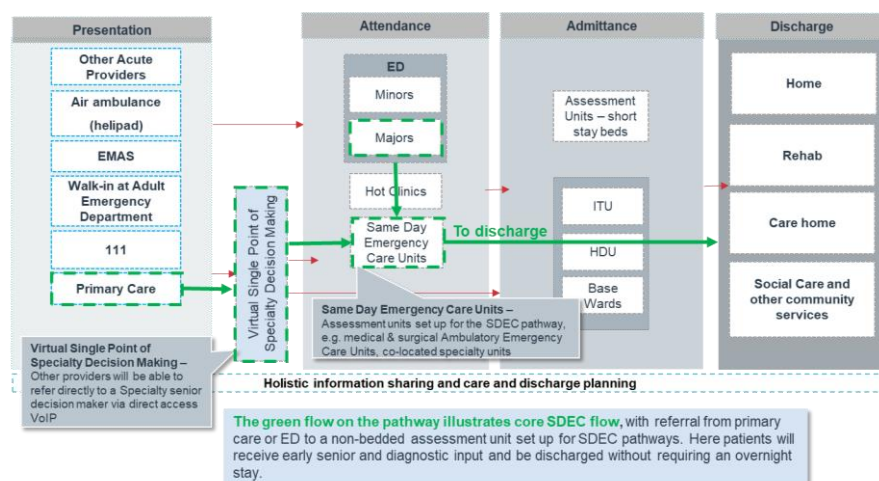 Presentation
Attendance
Admittance
Discharge
Other Acute
Providers
Air ambulance
(helipad)
EMAS
Walk-in at Adult
Emergency
Department
111
Primary Care
Virtual Single Point of
Specialty Decision Making
ED
Minors
Majors
Hot Clinics
Same Day
Emergency
Care Units
To discharge
Assessment
Units – short
stay beds
ITU
HDU
Base
Wards
Home
Rehab
Care home
Social Care and
other community
services
Virtual Single Point of
Specialty Decision Making –
Other providers will be able to
refer directly to a Specialty senior
decision maker via direct access
VoIP
Same Day Emergency Care Units –
Assessment units set up for the SDEC pathway,
e.g. medical & surgical Ambulatory Emergency
Care Units, co-located specialty units
Holistic information sharing and care and discharge planning
The green flow on the pathway illustrates core SDEC flow, with referral from primary
care or ED to a non-bedded assessment unit set up for SDEC pathways. Here patients will
receive early senior and diagnostic input and be discharged without requiring an overnight
stay.